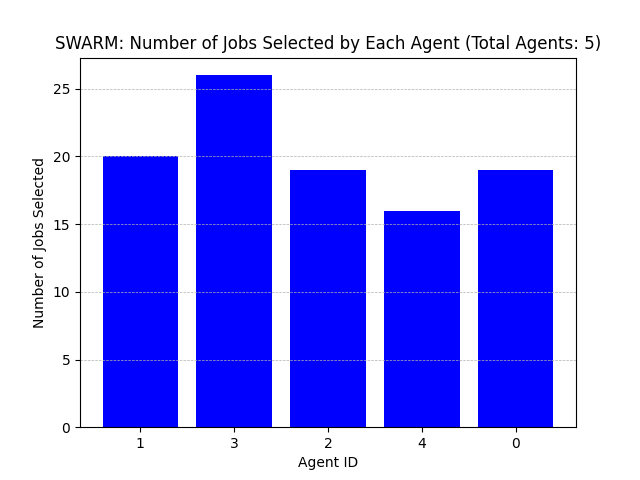 SWARM: Number of Jobs Selected by Each Agent (Total Agents: 5)
Number of Jobs Selected
25
20
15
10
5
0
1 3 2 4 0
Agent ID